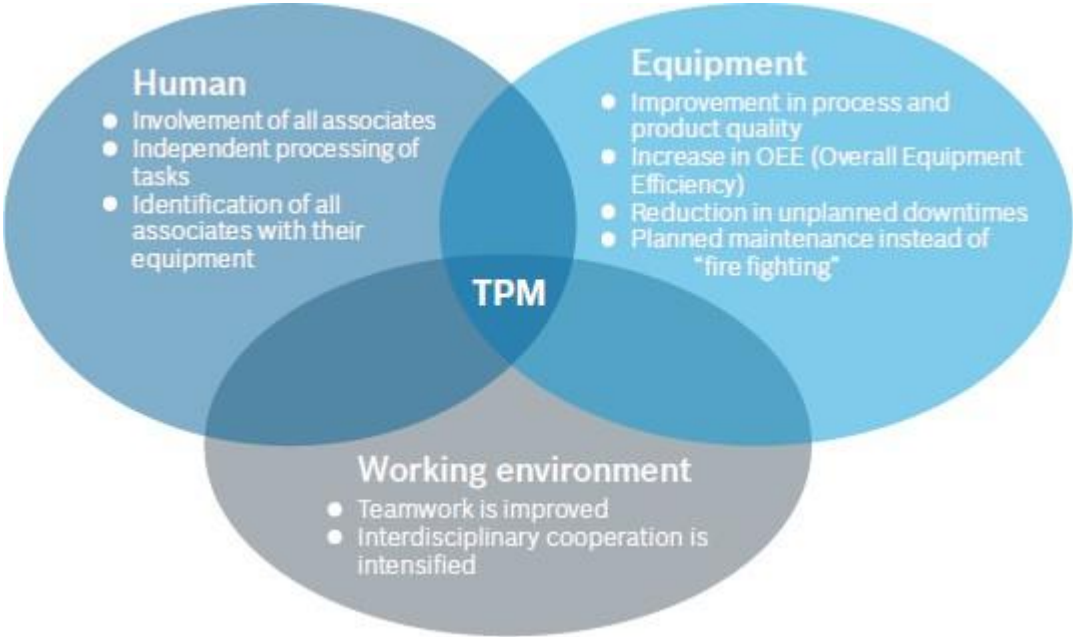 Human
● Involvement of all associates
● Independent processing of
tasks
● Identification of all
associates with their
equipment
Equipment
● Improvement in process and
product quality
● Increase in OEE (Overall Equipment
Efficiency)
● Reduction in unplanned downtimes
● Planned maintenance instead of
"fire fighting"
TPM
Working environment
● Teamwork is improved
● Interdisciplinary cooperation is
intensified